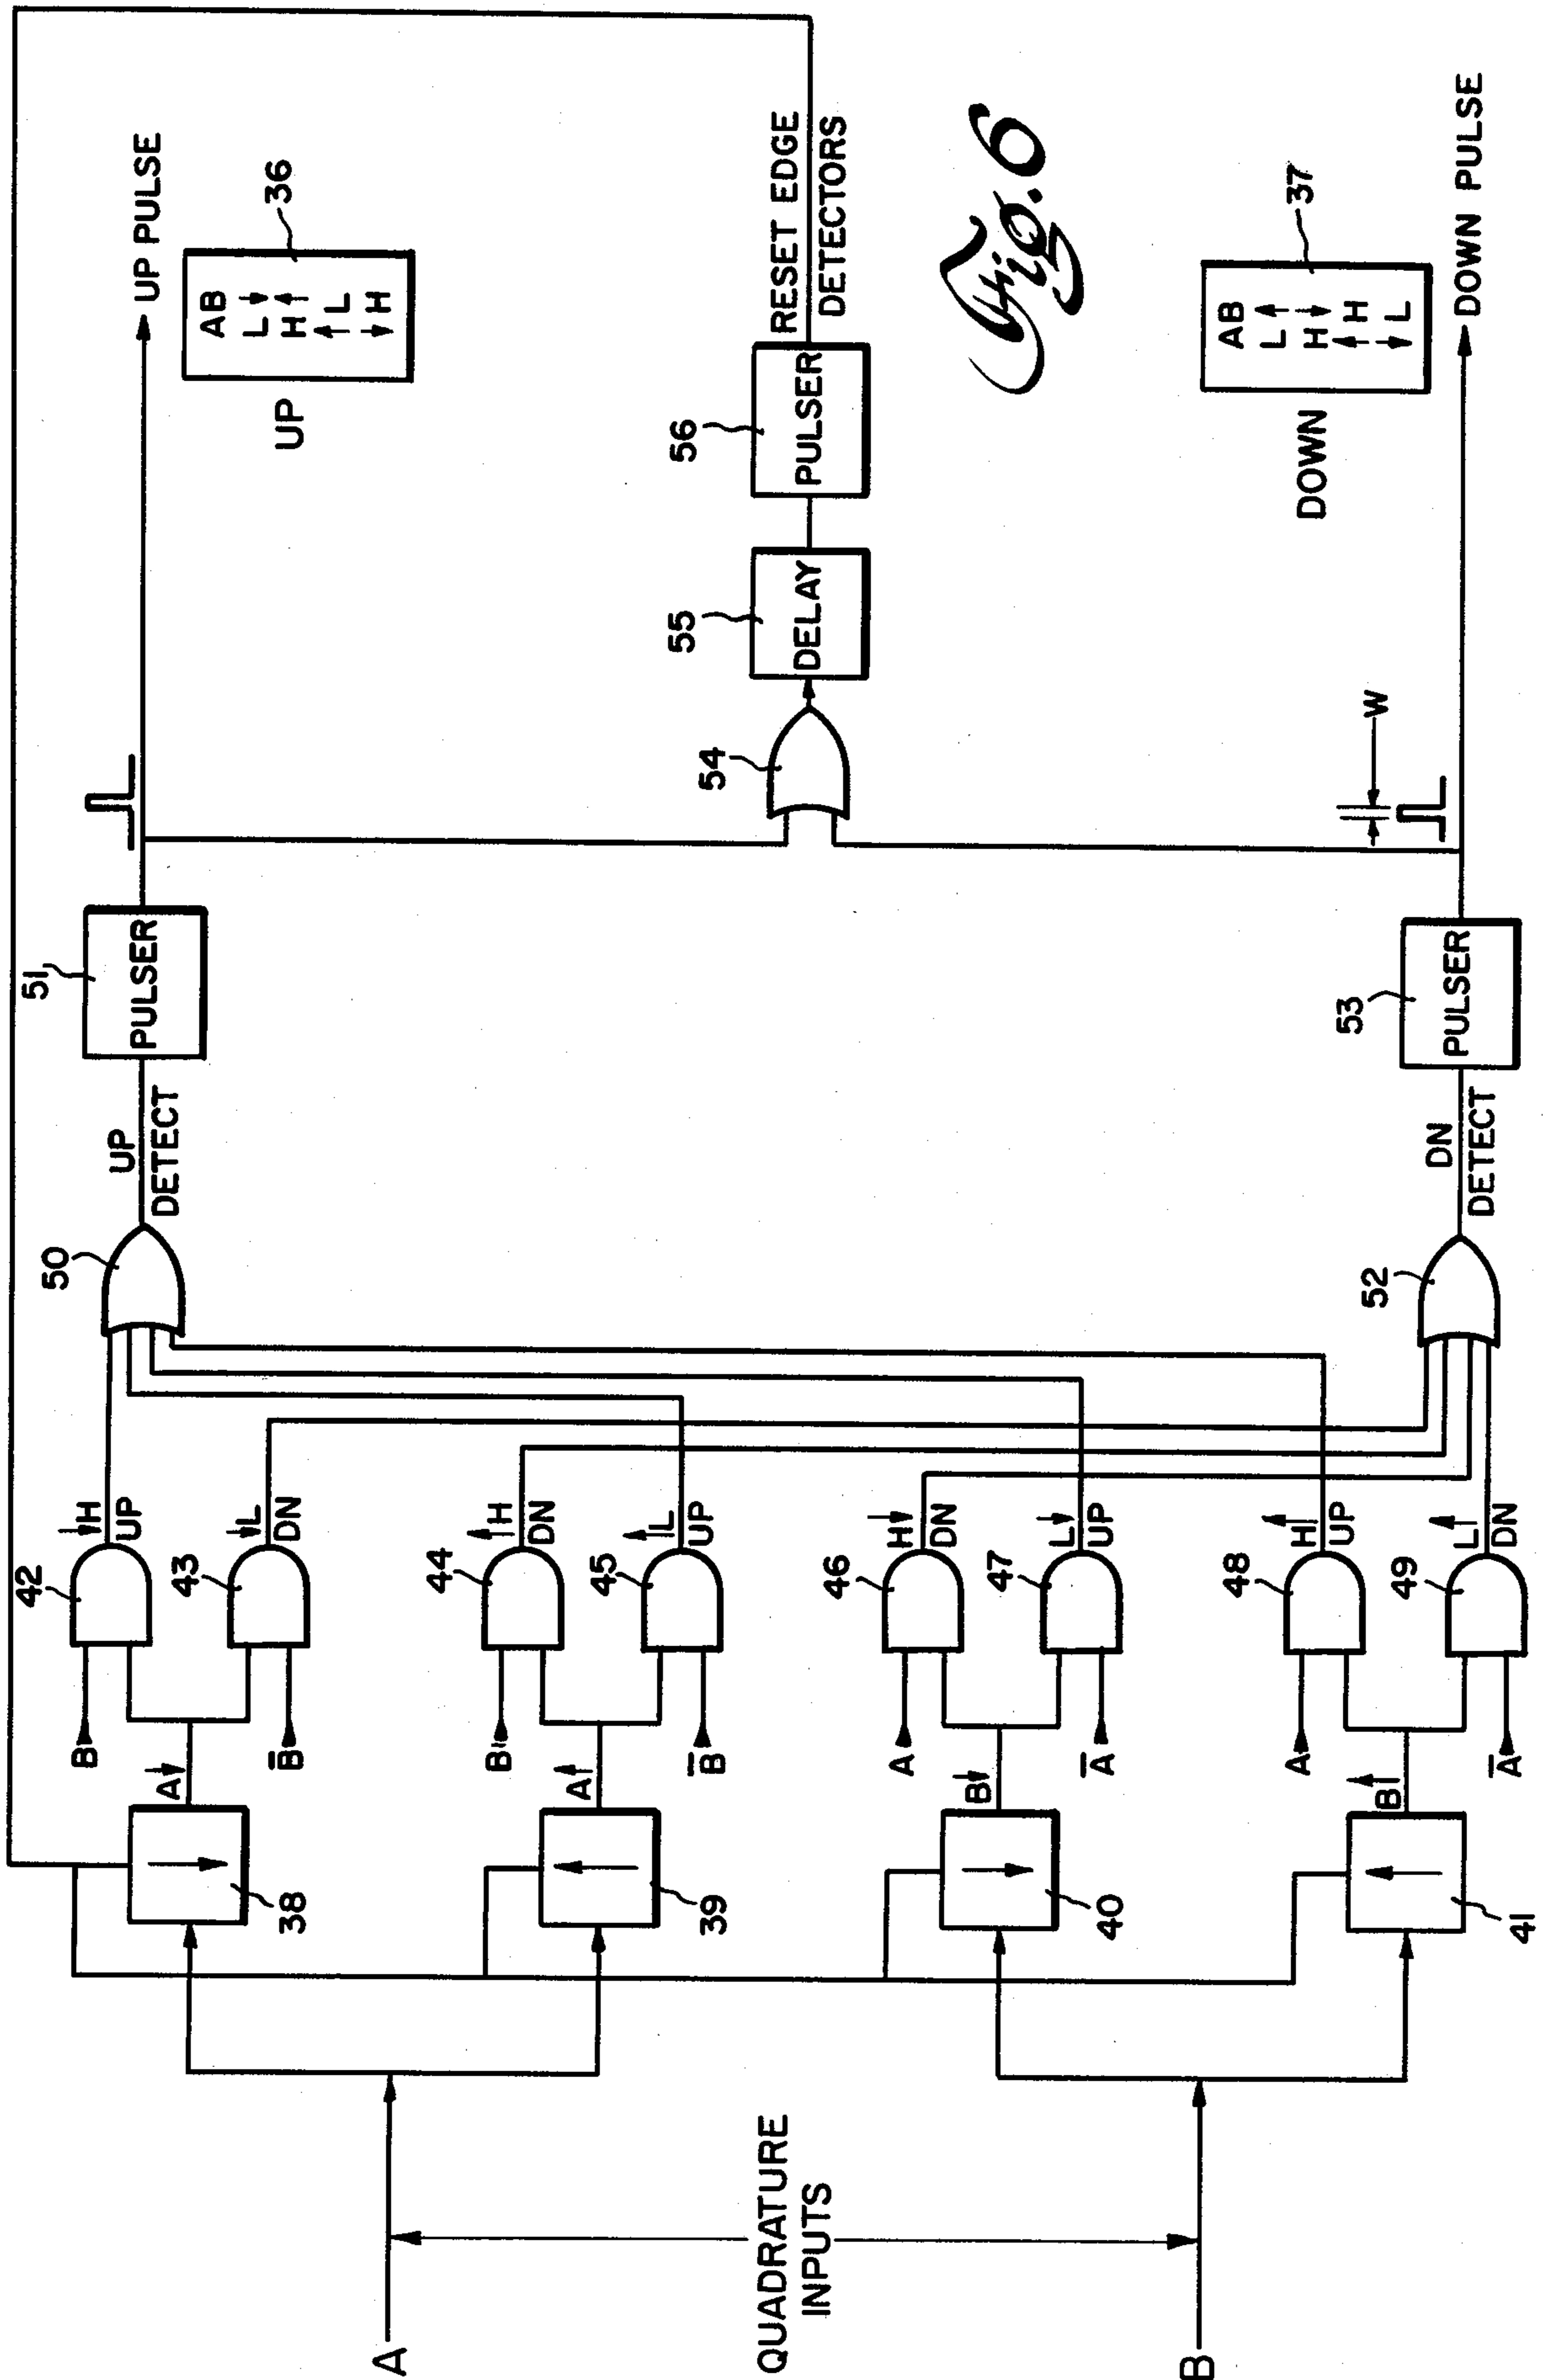 QUADRATURE
INPUTS
A
B
38
39
40
41
A↓
A↑
B↓
B↑
B
B̅
B
B̅
A
A̅
A
A̅
42
↓H
UP
43
↓L
DN
44
↑H
DN
45
↑L
UP
46
H↓
DN
47
L↓
UP
48
H↑
UP
49
L↑
DN
50
UP
DETECT
51
PULSER
52
DN
DETECT
53
PULSER
W
54
55
DELAY
56
PULSER
RESET EDGE
DETECTORS
UP PULSE
UP
36
AB
L↓
H↑
↑L
↓H
DOWN
37
AB
L↑
H↓
↑H
↓L
DOWN PULSE
Fig. 6